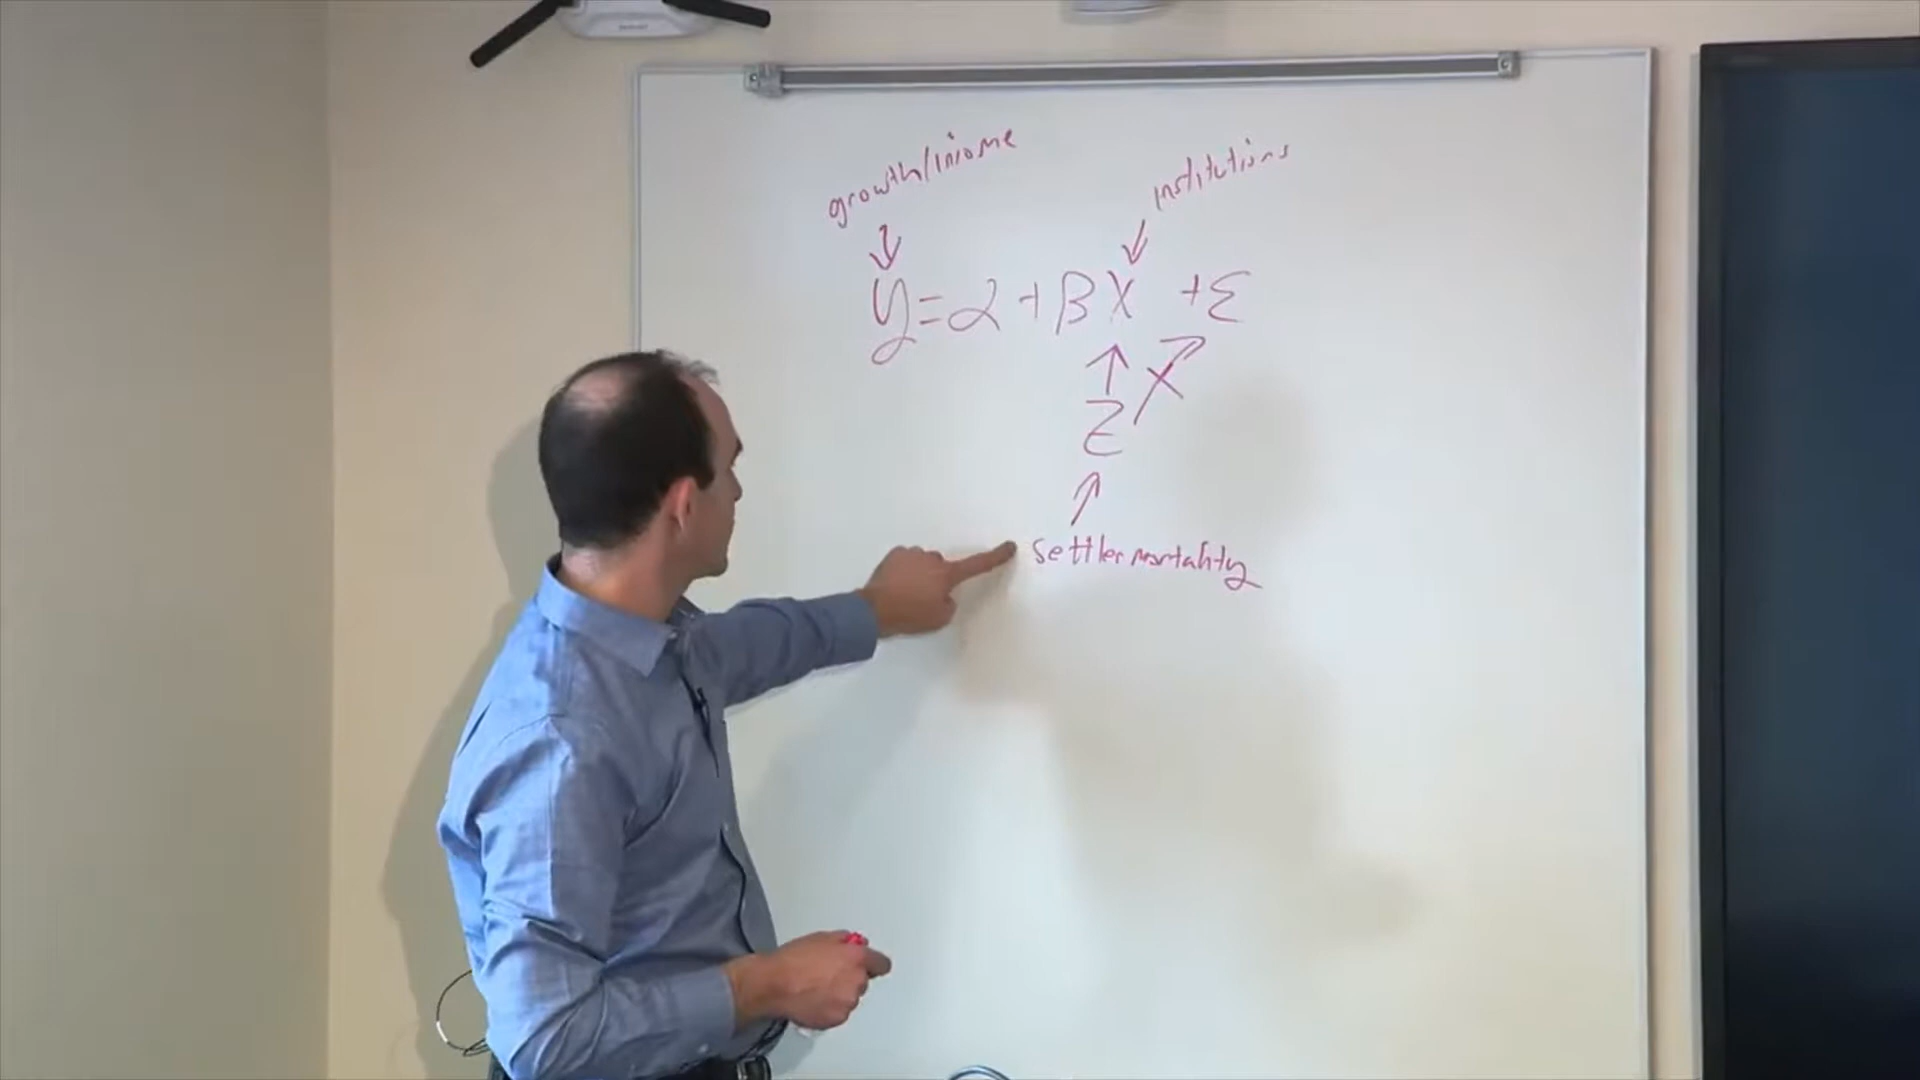 growth/income
institutions
y = α + βX + ε
Z
settler mortality